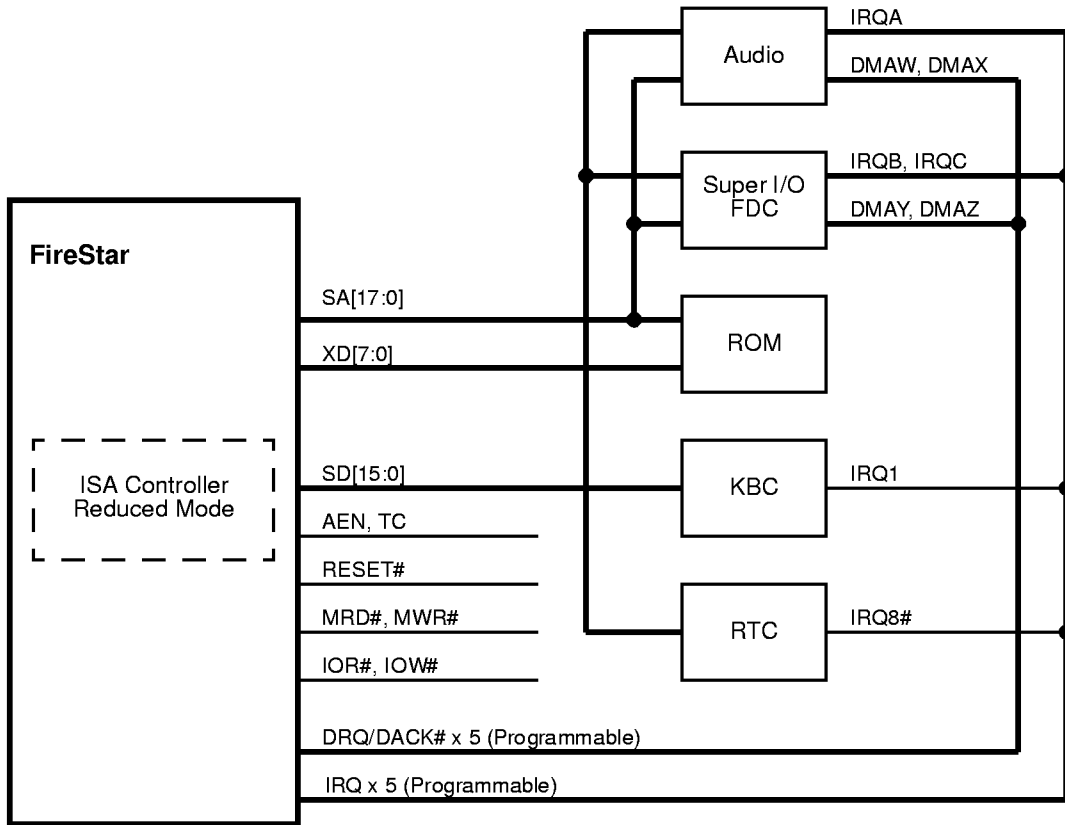 IRQA
Audio
DMAW, DMAX
IRQB, IRQC
Super I/O
FDC
DMAY, DMAZ
FireStar
SA[17:0]
ROM
XD[7:0]
SD[15:0]
ISA Controller
Reduced Mode
KBC
IRQ1
AEN, TC
RESET#
MRD#, MWR#
RTC
IRQ8#
IOR#, IOW#
DRQ/DACK# x 5 (Programmable)
IRQ x 5 (Programmable)